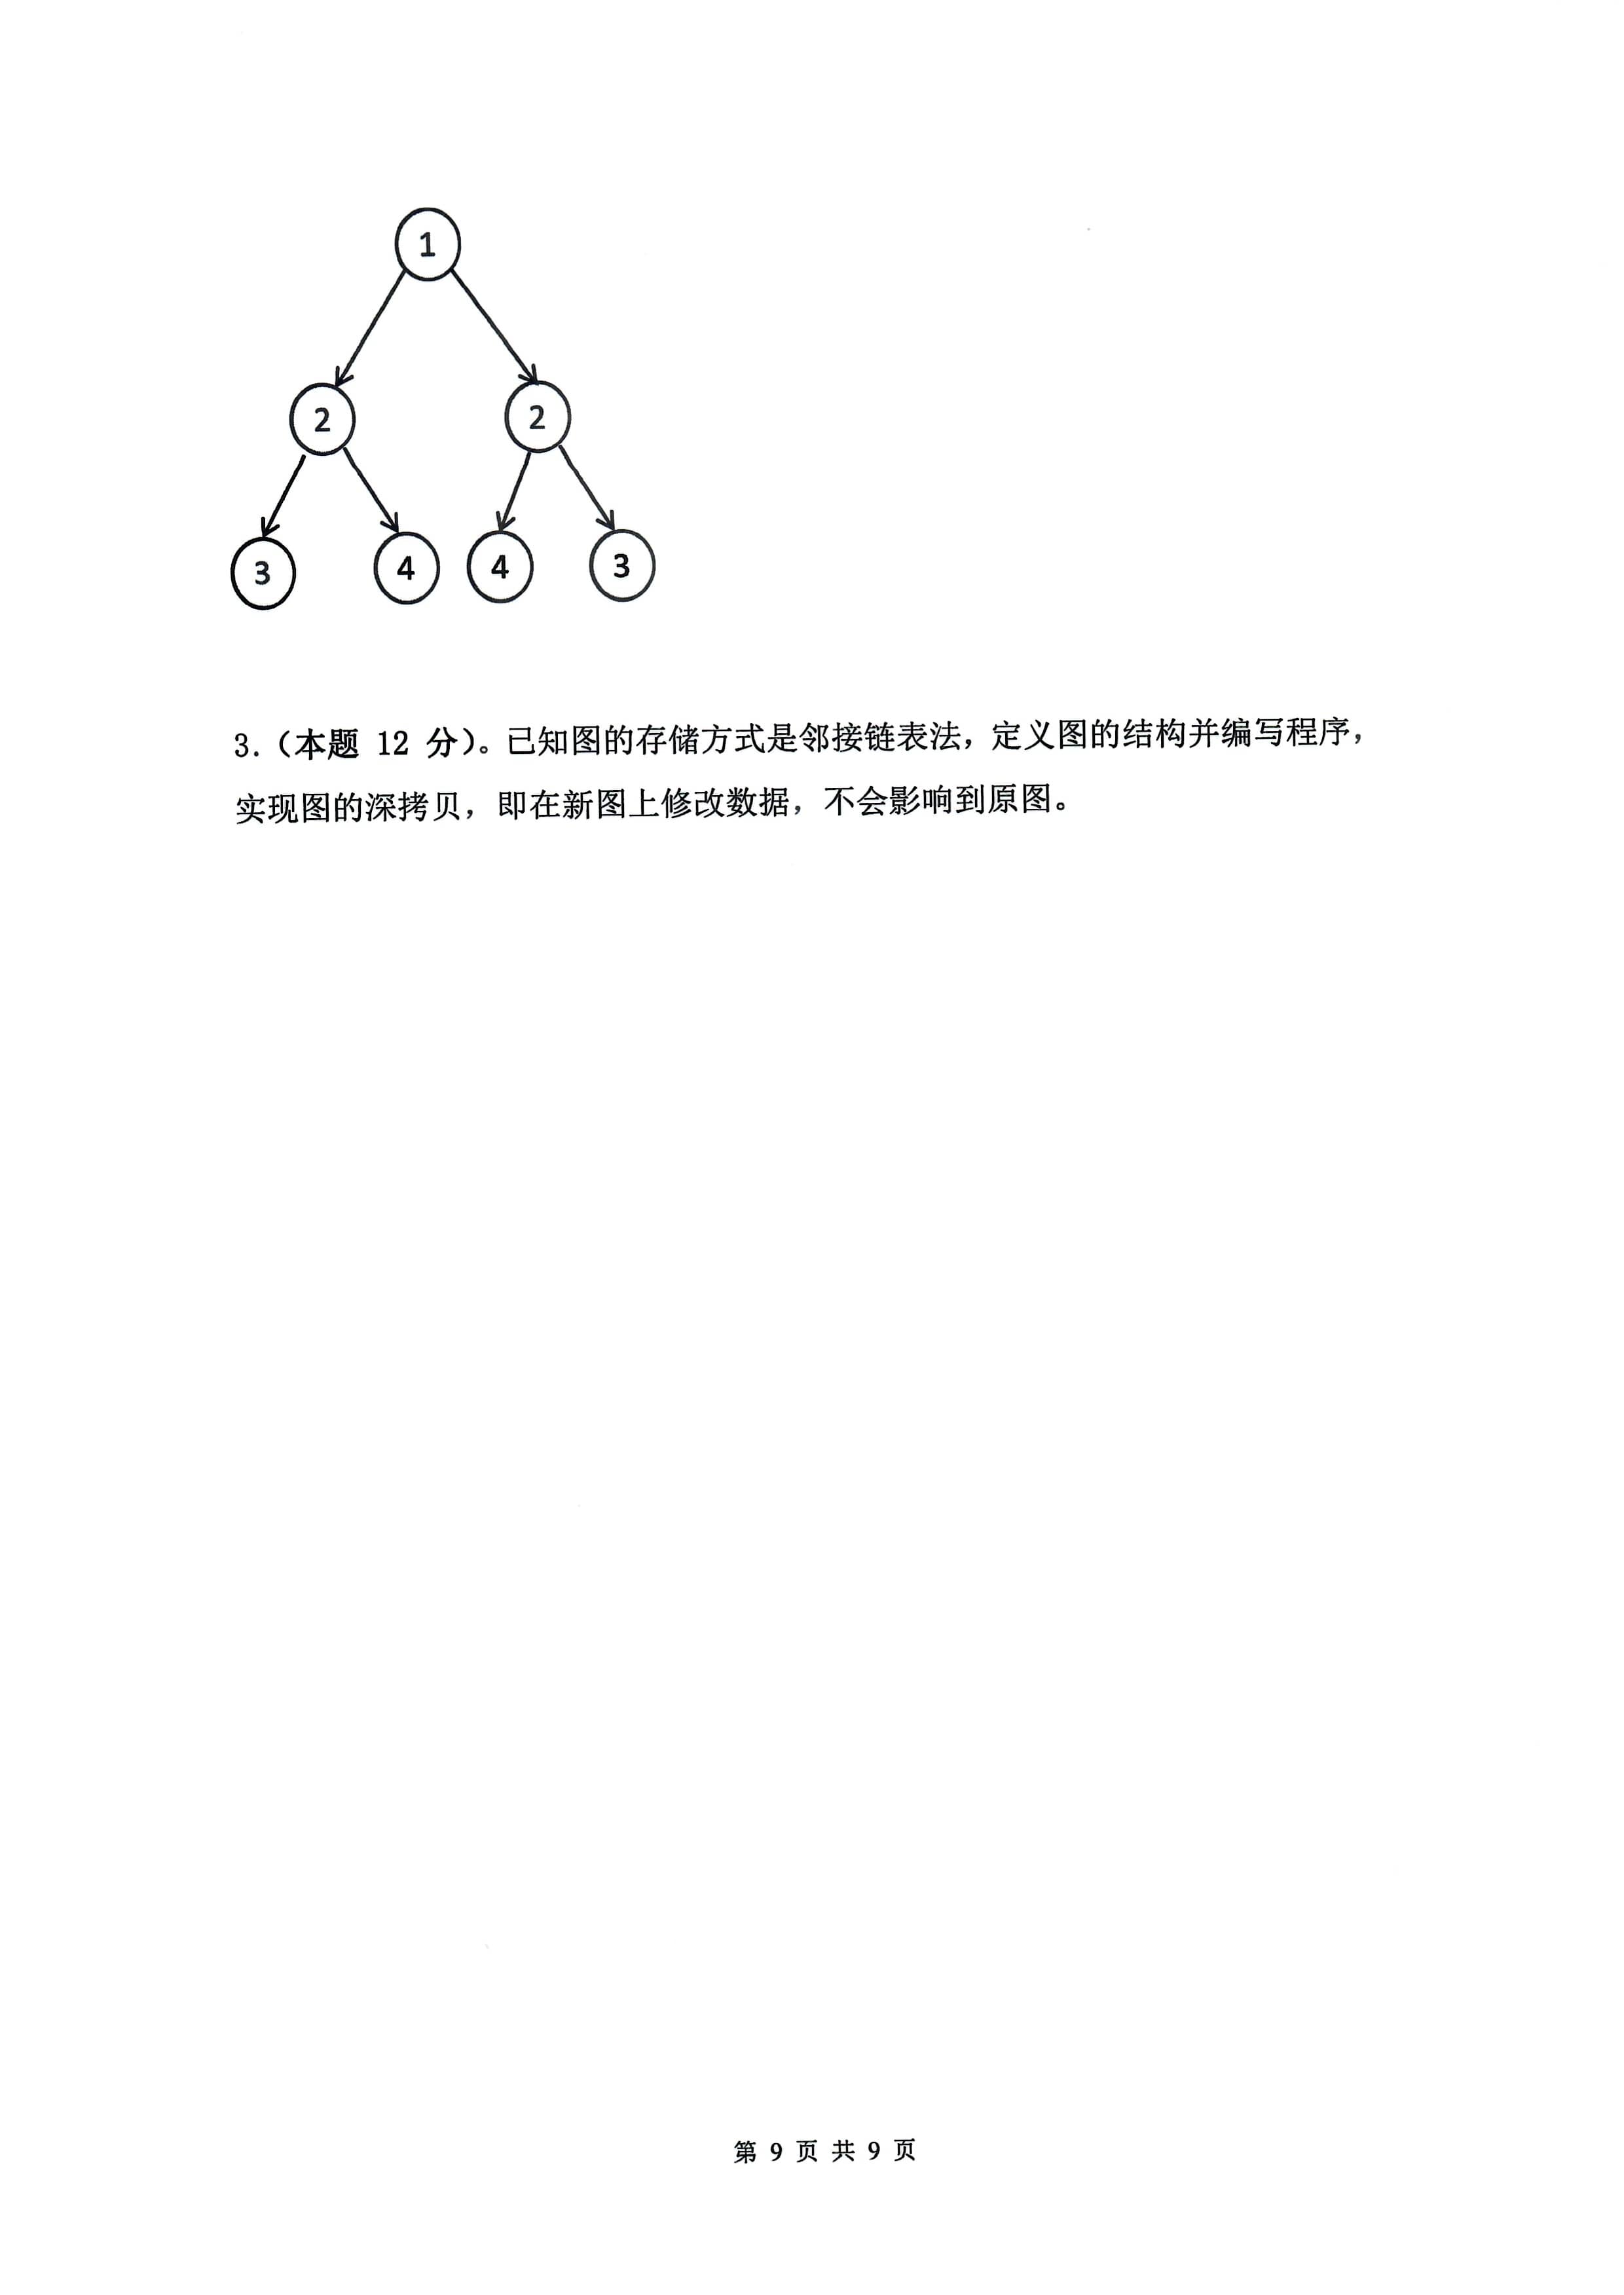 1
2 2
3 4 4 3
3.（本题 12 分）。已知图的存储方式是邻接链表法，定义图的结构并编写程序，
实现图的深拷贝，即在新图上修改数据，不会影响到原图。
第 9 页 共 9 页